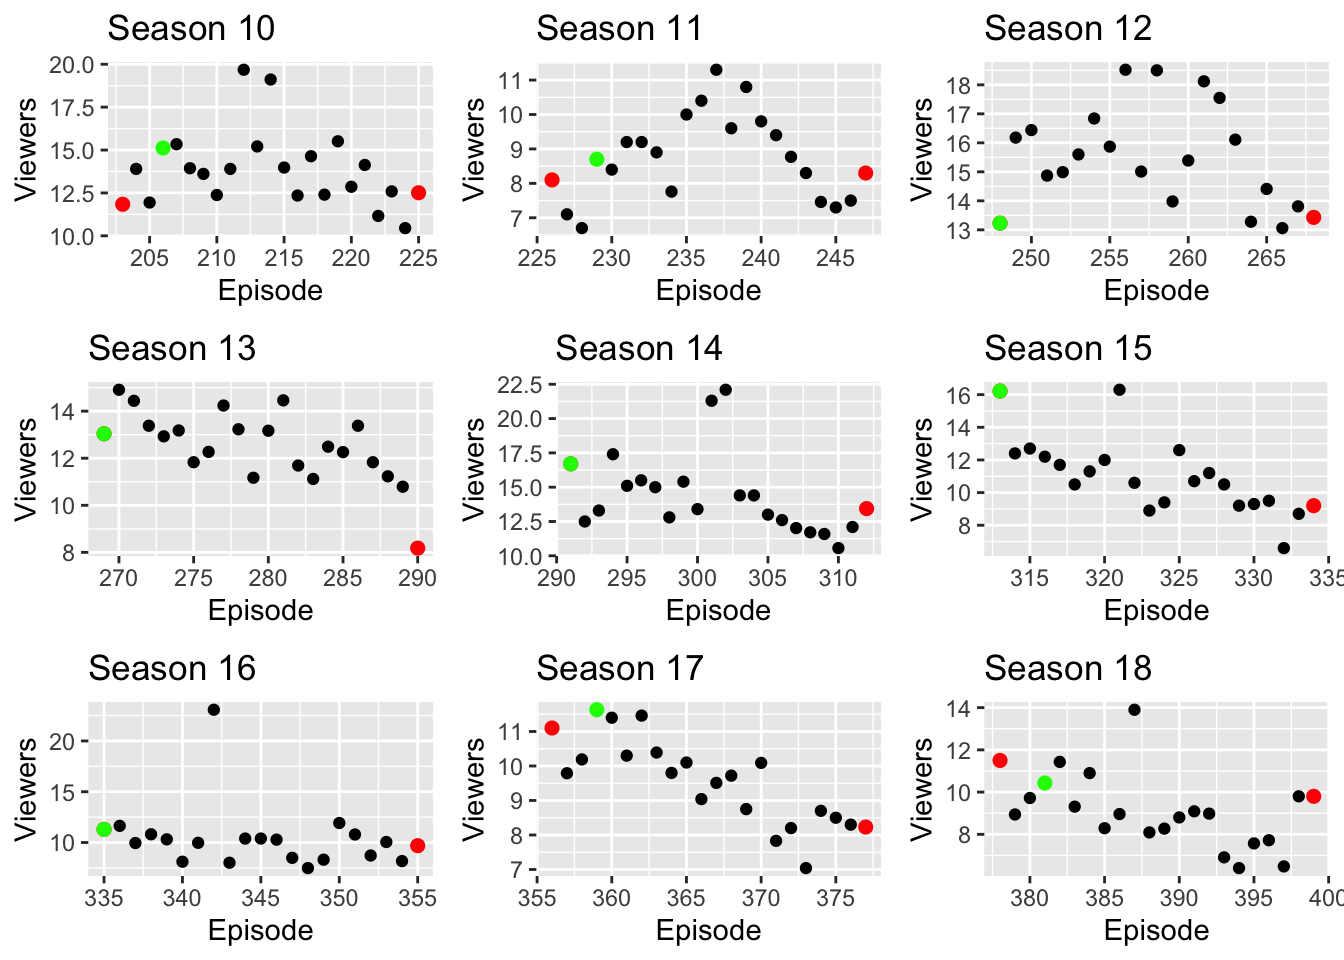 Season 10
Viewers
20.0
17.5
15.0
12.5
10.0
205 210 215 220 225
Episode
Season 11
Viewers
11
10
9
8
7
225 230 235 240 245
Episode
Season 12
Viewers
18
17
16
15
14
13
250 255 260 265
Episode
Season 13
Viewers
14
12
10
8
270 275 280 285 290
Episode
Season 14
Viewers
22.5
20.0
17.5
15.0
12.5
10.0
290 295 300 305 310
Episode
Season 15
Viewers
16
14
12
10
8
315 320 325 330 335
Episode
Season 16
Viewers
20
15
10
335 340 345 350 355
Episode
Season 17
Viewers
11
10
9
8
7
355 360 365 370 375
Episode
Season 18
Viewers
14
12
10
8
380 385 390 395 400
Episode